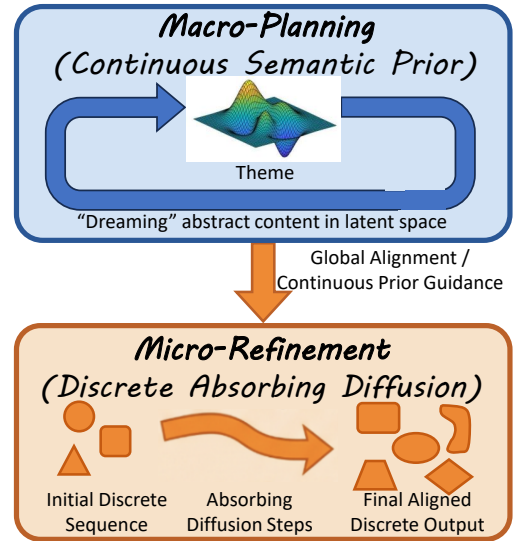 Macro-Planning
(Continuous Semantic Prior)
Theme
“Dreaming” abstract content in latent space
Global Alignment /
Continuous Prior Guidance
Micro-Refinement
(Discrete Absorbing Diffusion)
Initial Discrete
Sequence
Absorbing
Diffusion Steps
Final Aligned
Discrete Output